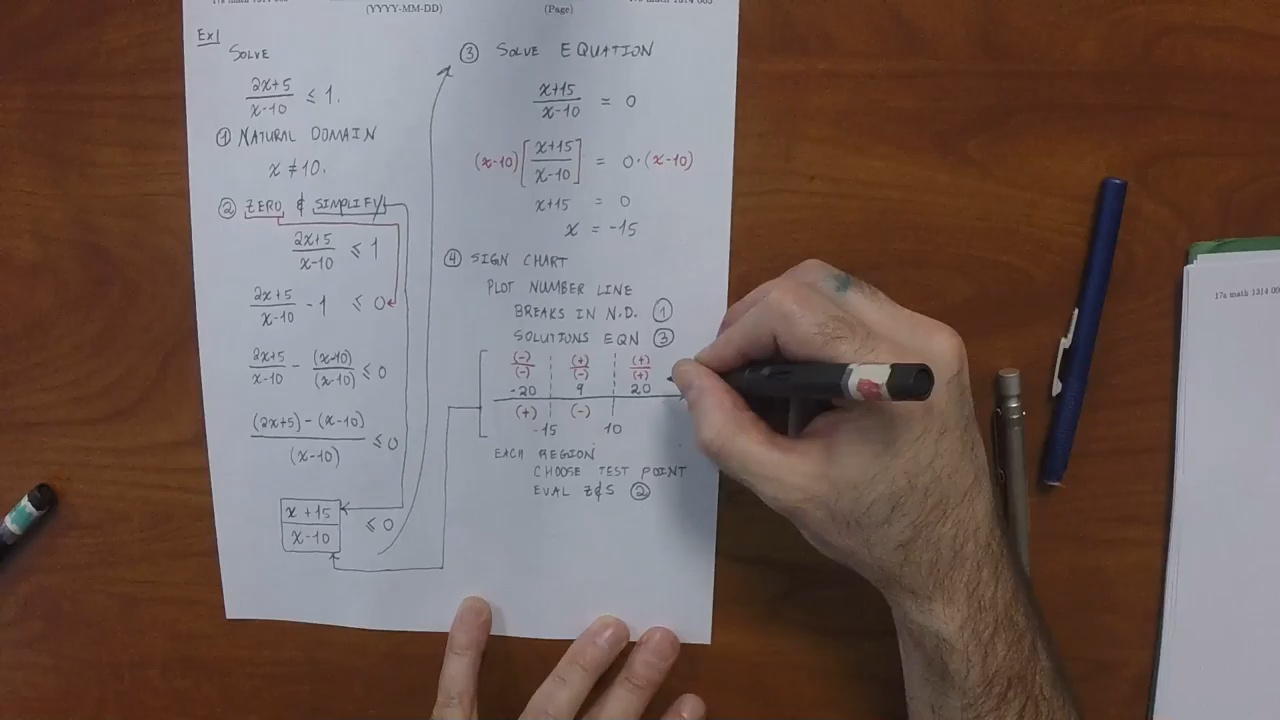 (YYYY-MM-DD)
(Page)
Ex1
SOLVE
2x+5
x-10
≤ 1.
① NATURAL DOMAIN
x ≠ 10.
② ZERO & SIMPLIFY
2x+5
x-10
≤ 1
2x+5
x-10
- 1 ≤ 0
2x+5
x-10
- (x-10)
(x-10)
≤ 0
(2x+5) - (x-10)
(x-10)
≤ 0
x+15
x-10
≤ 0
③ SOLVE EQUATION
x+15
x-10
= 0
(x-10) [x+15
x-10] = 0·(x-10)
x+15 = 0
x = -15
④ SIGN CHART
PLOT NUMBER LINE
BREAKS IN N.D. ①
SOLUTIONS EQN ③
(-) (+) (+)
(-) (-) (+)
-20 9 20
(+) (-)
-15 10
EACH REGION
CHOOSE TEST POINT
EVAL Z&S ②